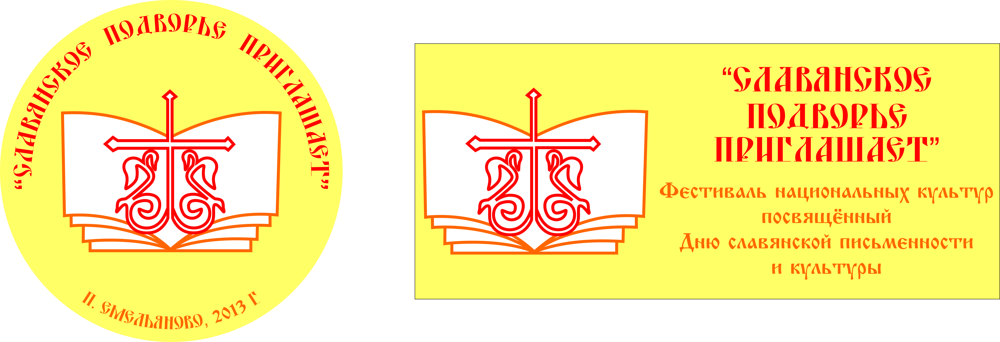 “СЛАВЯНСКОЕ ПОДВОРЬЕ ПРИГЛАШАЕТ”
П. ЕМЕЛЬЯНОВО, 2013 Г
“СЛАВЯНСКОЕ
ПОДВОРЬЕ
ПРИГЛАШАЕТ”
Фестиваль национальных культур
посвящённый
Дню славянской письменности
и культуры